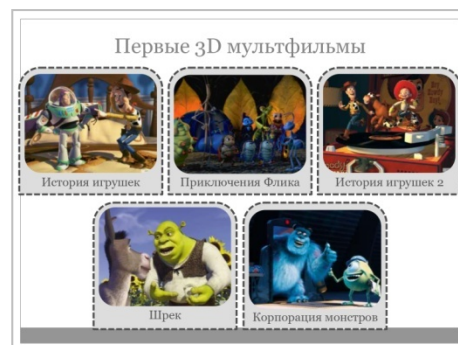 Первые 3D мультфильмы
История игрушек
Приключения Флика
История игрушек 2
Шрек
Корпорация монстров